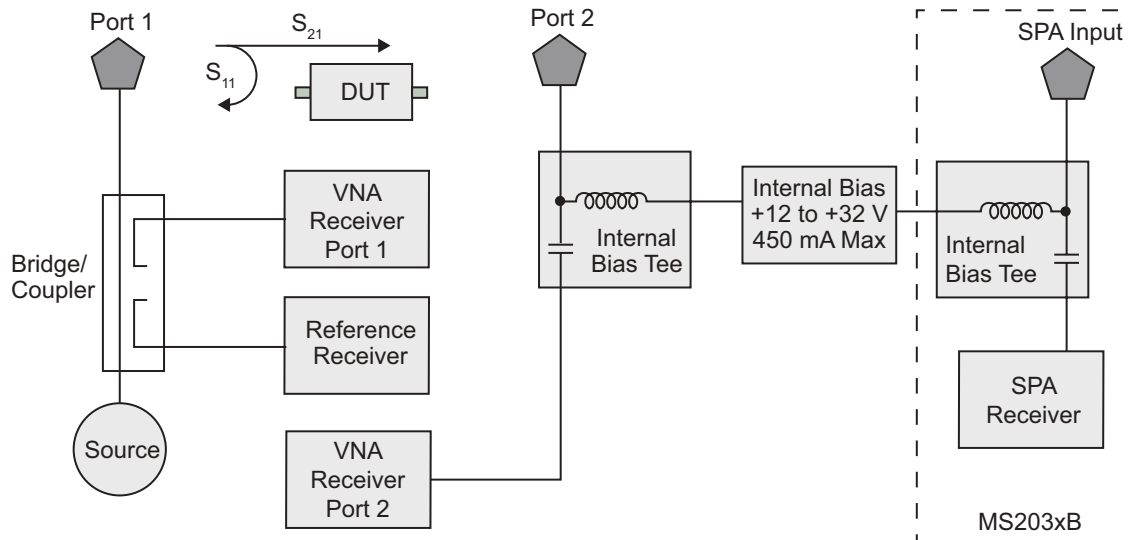 Port 1
S21
S11
DUT
Port 2
SPA Input
VNA
Receiver
Port 1
Bridge/
Coupler
Reference
Receiver
Source
VNA
Receiver
Port 2
Internal
Bias Tee
Internal Bias
+12 to +32 V
450 mA Max
Internal
Bias Tee
SPA
Receiver
MS203xB